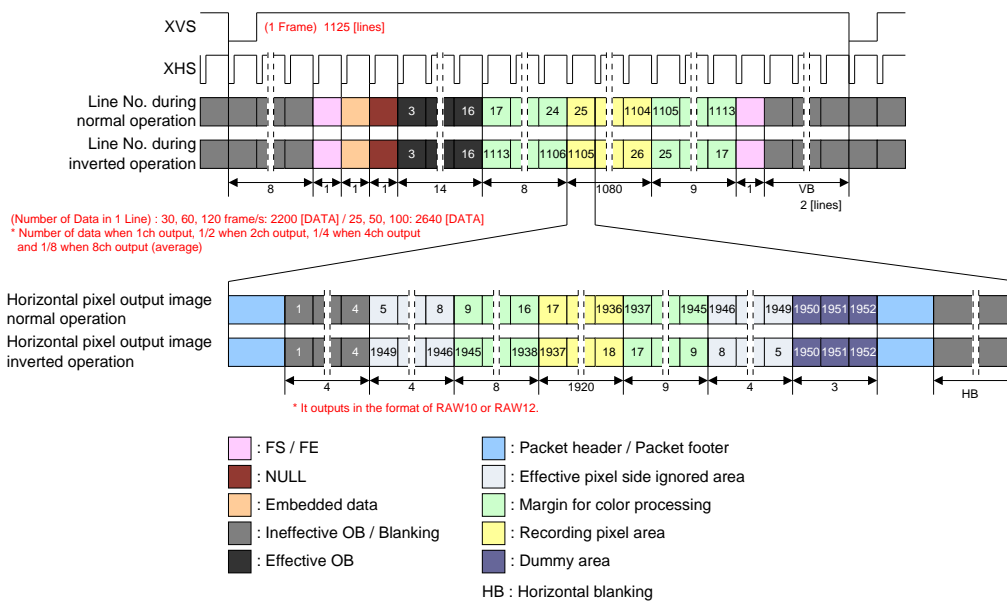 XVS
(1 Frame) 1125 [lines]
XHS
Line No. during
normal operation
3 16 17 24 25 1104 1105 1113
Line No. during
inverted operation
3 16 1113 1106 1105 26 25 17
8 1 1 1 14 8 1080 9 1 VB
2 [lines]
(Number of Data in 1 Line) : 30, 60, 120 frame/s: 2200 [DATA] / 25, 50, 100: 2640 [DATA]
* Number of data when 1ch output, 1/2 when 2ch output, 1/4 when 4ch output
and 1/8 when 8ch output (average)
Horizontal pixel output image
normal operation
1 4 5 8 9 16 17 1936 1937 1945 1946 1949 1950 1951 1952
Horizontal pixel output image
inverted operation
1 4 1949 1946 1945 1938 1937 18 17 9 8 5 1950 1951 1952
4 4 8 1920 9 4 3 HB
* It outputs in the format of RAW10 or RAW12.
: FS / FE
: NULL
: Embedded data
: Ineffective OB / Blanking
: Effective OB
: Packet header / Packet footer
: Effective pixel side ignored area
: Margin for color processing
: Recording pixel area
: Dummy area
HB : Horizontal blanking